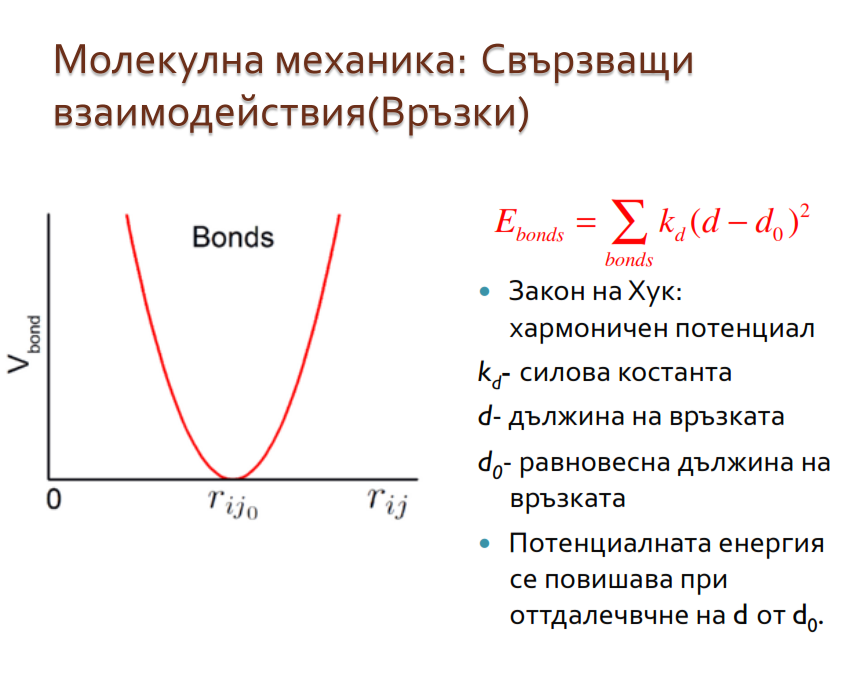 Молекулна механика: Свързващи
взаимодействия(Връзки)
Bonds
V_bond
0
r_ij_0
r_ij
E_bonds = ∑_bonds k_d (d − d_0)^2
• Закон на Хук:
хармоничен потенциал
k_d- силова костанта
d- дължина на връзката
d_0- равновесна дължина на
връзката
• Потенциалната енергия
се повишава при
оттдалечвчне на d от d_0.